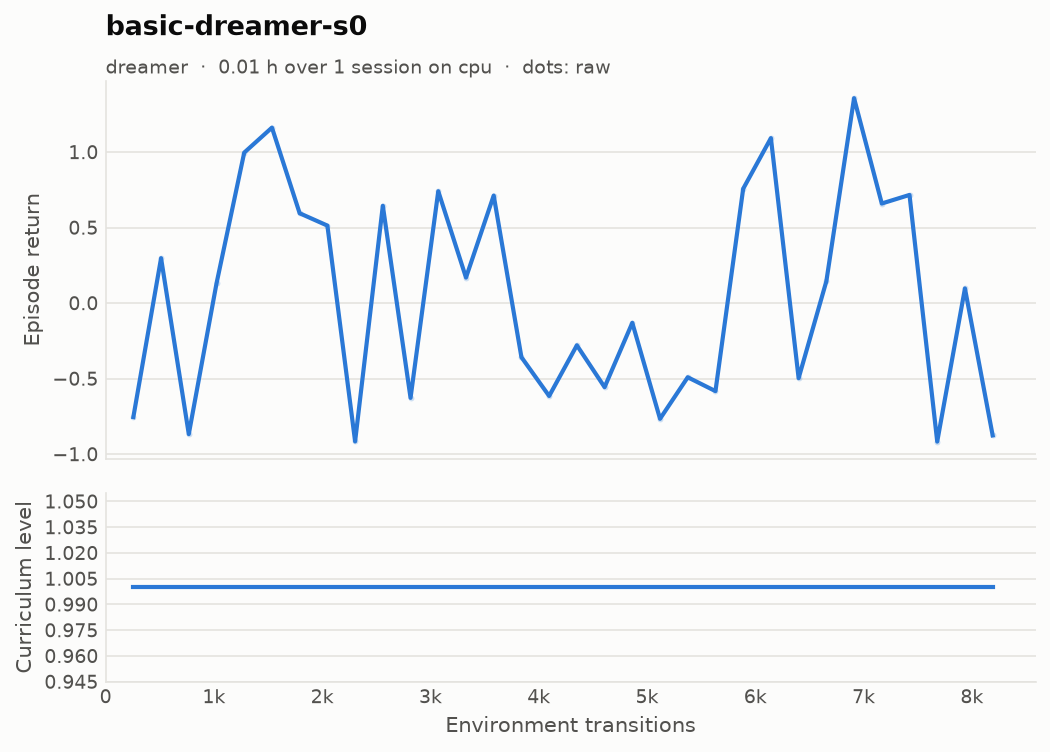 basic-dreamer-s0
dreamer · 0.01 h over 1 session on cpu · dots: raw
Episode return
1.0
0.5
0.0
−0.5
−1.0
Curriculum level
1.050
1.035
1.020
1.005
0.990
0.975
0.960
0.945
0 1k 2k 3k 4k 5k 6k 7k 8k
Environment transitions